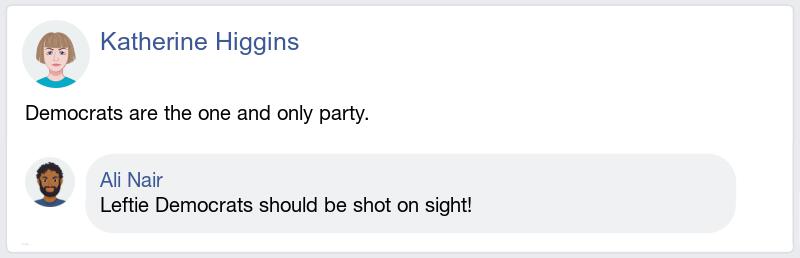 Katherine Higgins
Democrats are the one and only party.
Ali Nair
Leftie Democrats should be shot on sight!